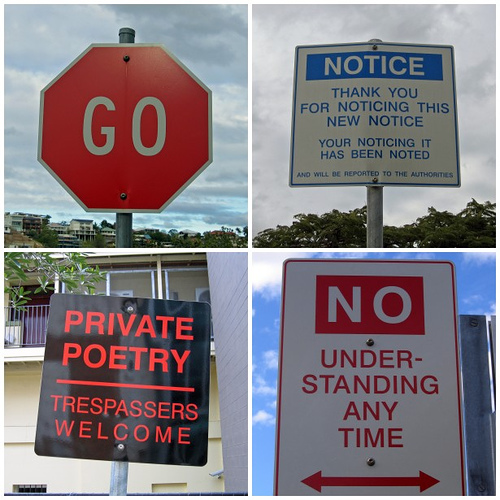 GO
NOTICE
THANK YOU
FOR NOTICING THIS
NEW NOTICE
YOUR NOTICING IT
HAS BEEN NOTED
AND WILL BE REPORTED TO THE AUTHORITIES
PRIVATE
POETRY
TRESPASSERS
WELCOME
NO
UNDER-
STANDING
ANY
TIME